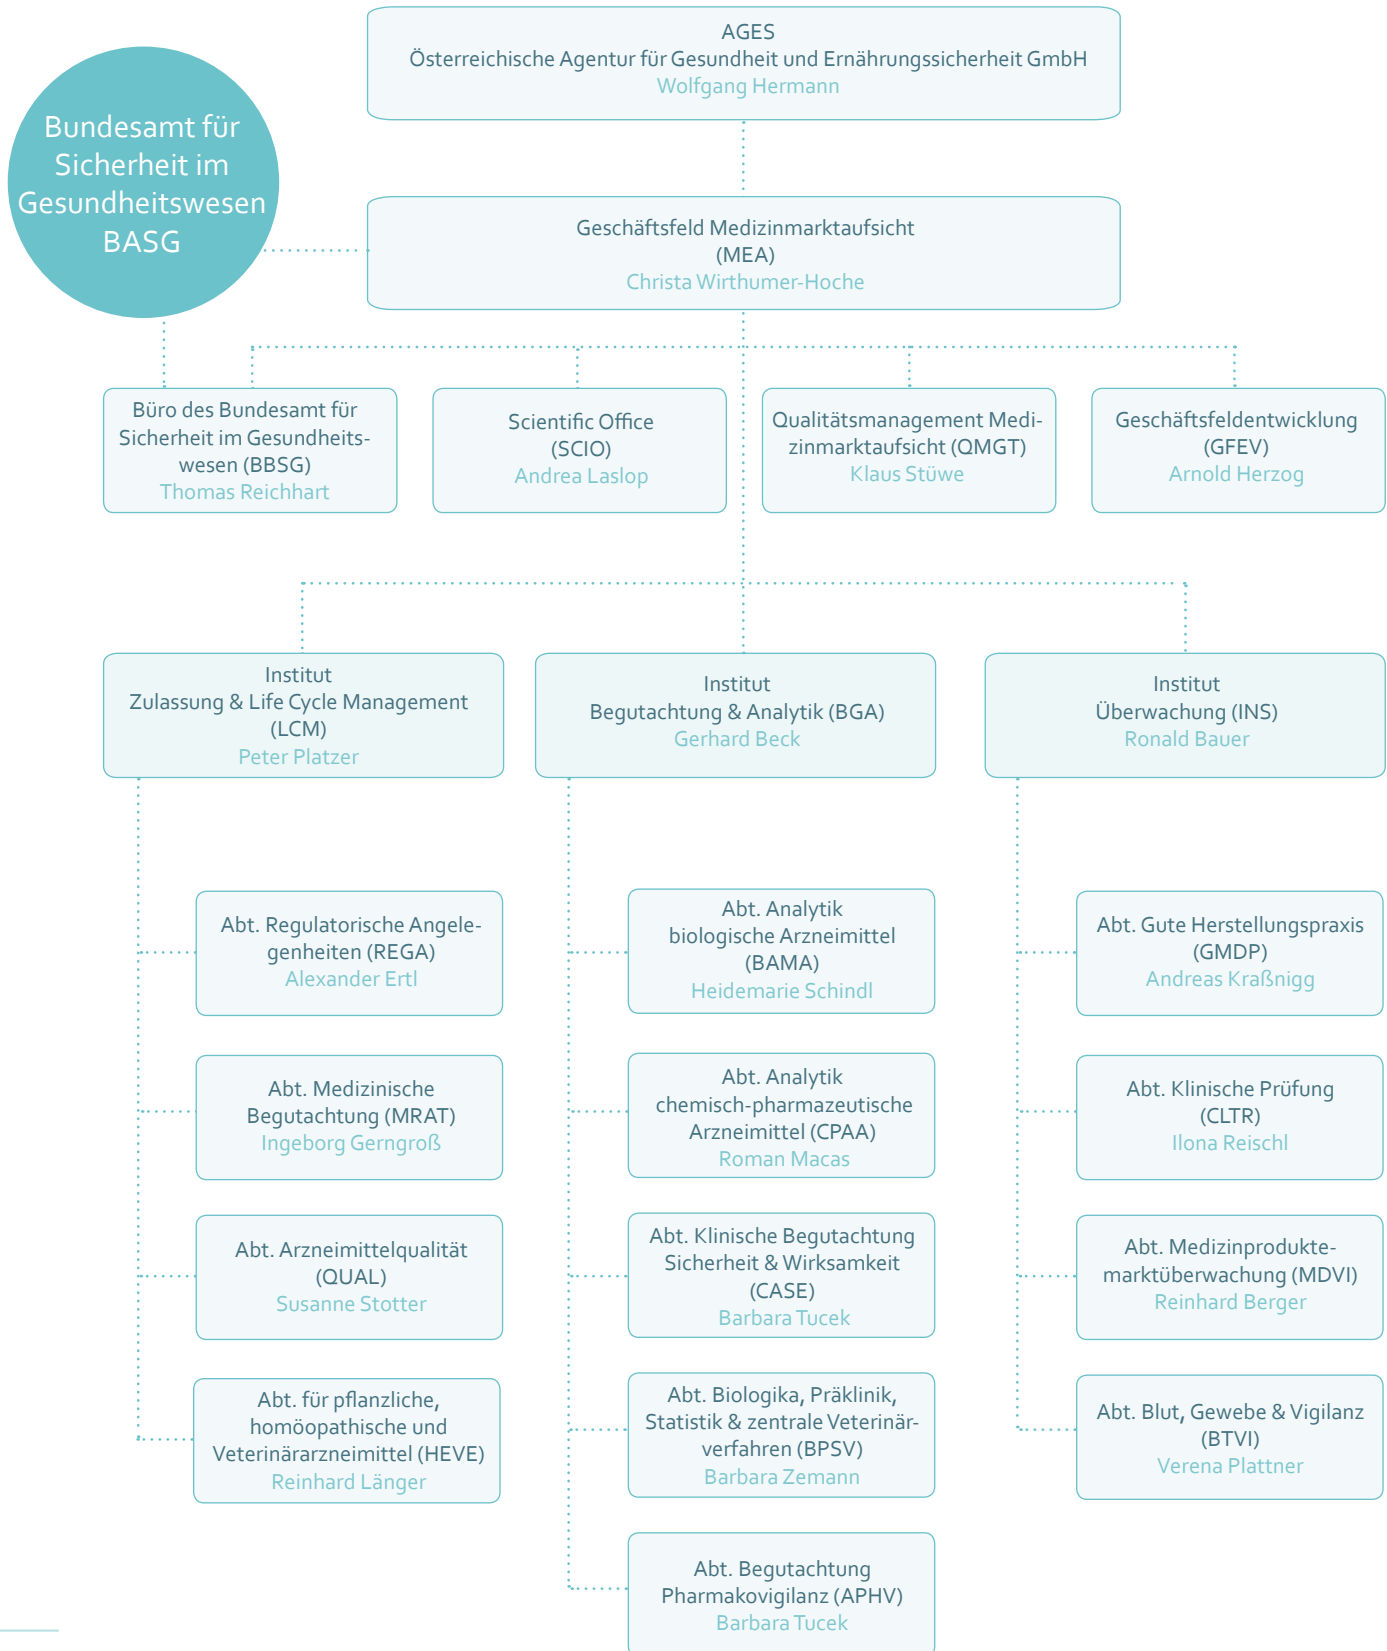 AGES
Österreichische Agentur für Gesundheit und Ernährungssicherheit GmbH
Wolfgang Hermann
Bundesamt für
Sicherheit im
Gesundheitswesen
BASG
Geschäftsfeld Medizinmarktaufsicht
(MEA)
Christa Wirthumer-Hoche
Büro des Bundesamt für
Sicherheit im Gesundheits-
wesen (BBSG)
Thomas Reichhart
Scientific Office
(SCIO)
Andrea Laslop
Qualitätsmanagement Medi-
zinmarktaufsicht (QMGT)
Klaus Stüwe
Geschäftsfeldentwicklung
(GFEV)
Arnold Herzog
Institut
Zulassung & Life Cycle Management
(LCM)
Peter Platzer
Institut
Begutachtung & Analytik (BGA)
Gerhard Beck
Institut
Überwachung (INS)
Ronald Bauer
Abt. Regulatorische Angele-
genheiten (REGA)
Alexander Ertl
Abt. Medizinische
Begutachtung (MRAT)
Ingeborg Gerngroß
Abt. Arzneimittelqualität
(QUAL)
Susanne Stotter
Abt. für pflanzliche,
homöopathische und
Veterinärarzneimittel (HEVE)
Reinhard Länger
Abt. Analytik
biologische Arzneimittel
(BAMA)
Heidemarie Schindl
Abt. Analytik
chemisch-pharmazeutische
Arzneimittel (CPAA)
Roman Macas
Abt. Klinische Begutachtung
Sicherheit & Wirksamkeit
(CASE)
Barbara Tucek
Abt. Biologika, Präklinik,
Statistik & zentrale Veterinär-
verfahren (BPSV)
Barbara Zemann
Abt. Begutachtung
Pharmakovigilanz (APHV)
Barbara Tucek
Abt. Gute Herstellungspraxis
(GMDP)
Andreas Kraßnigg
Abt. Klinische Prüfung
(CLTR)
Ilona Reischl
Abt. Medizinprodukte-
marktüberwachung (MDVI)
Reinhard Berger
Abt. Blut, Gewebe & Vigilanz
(BTVI)
Verena Plattner